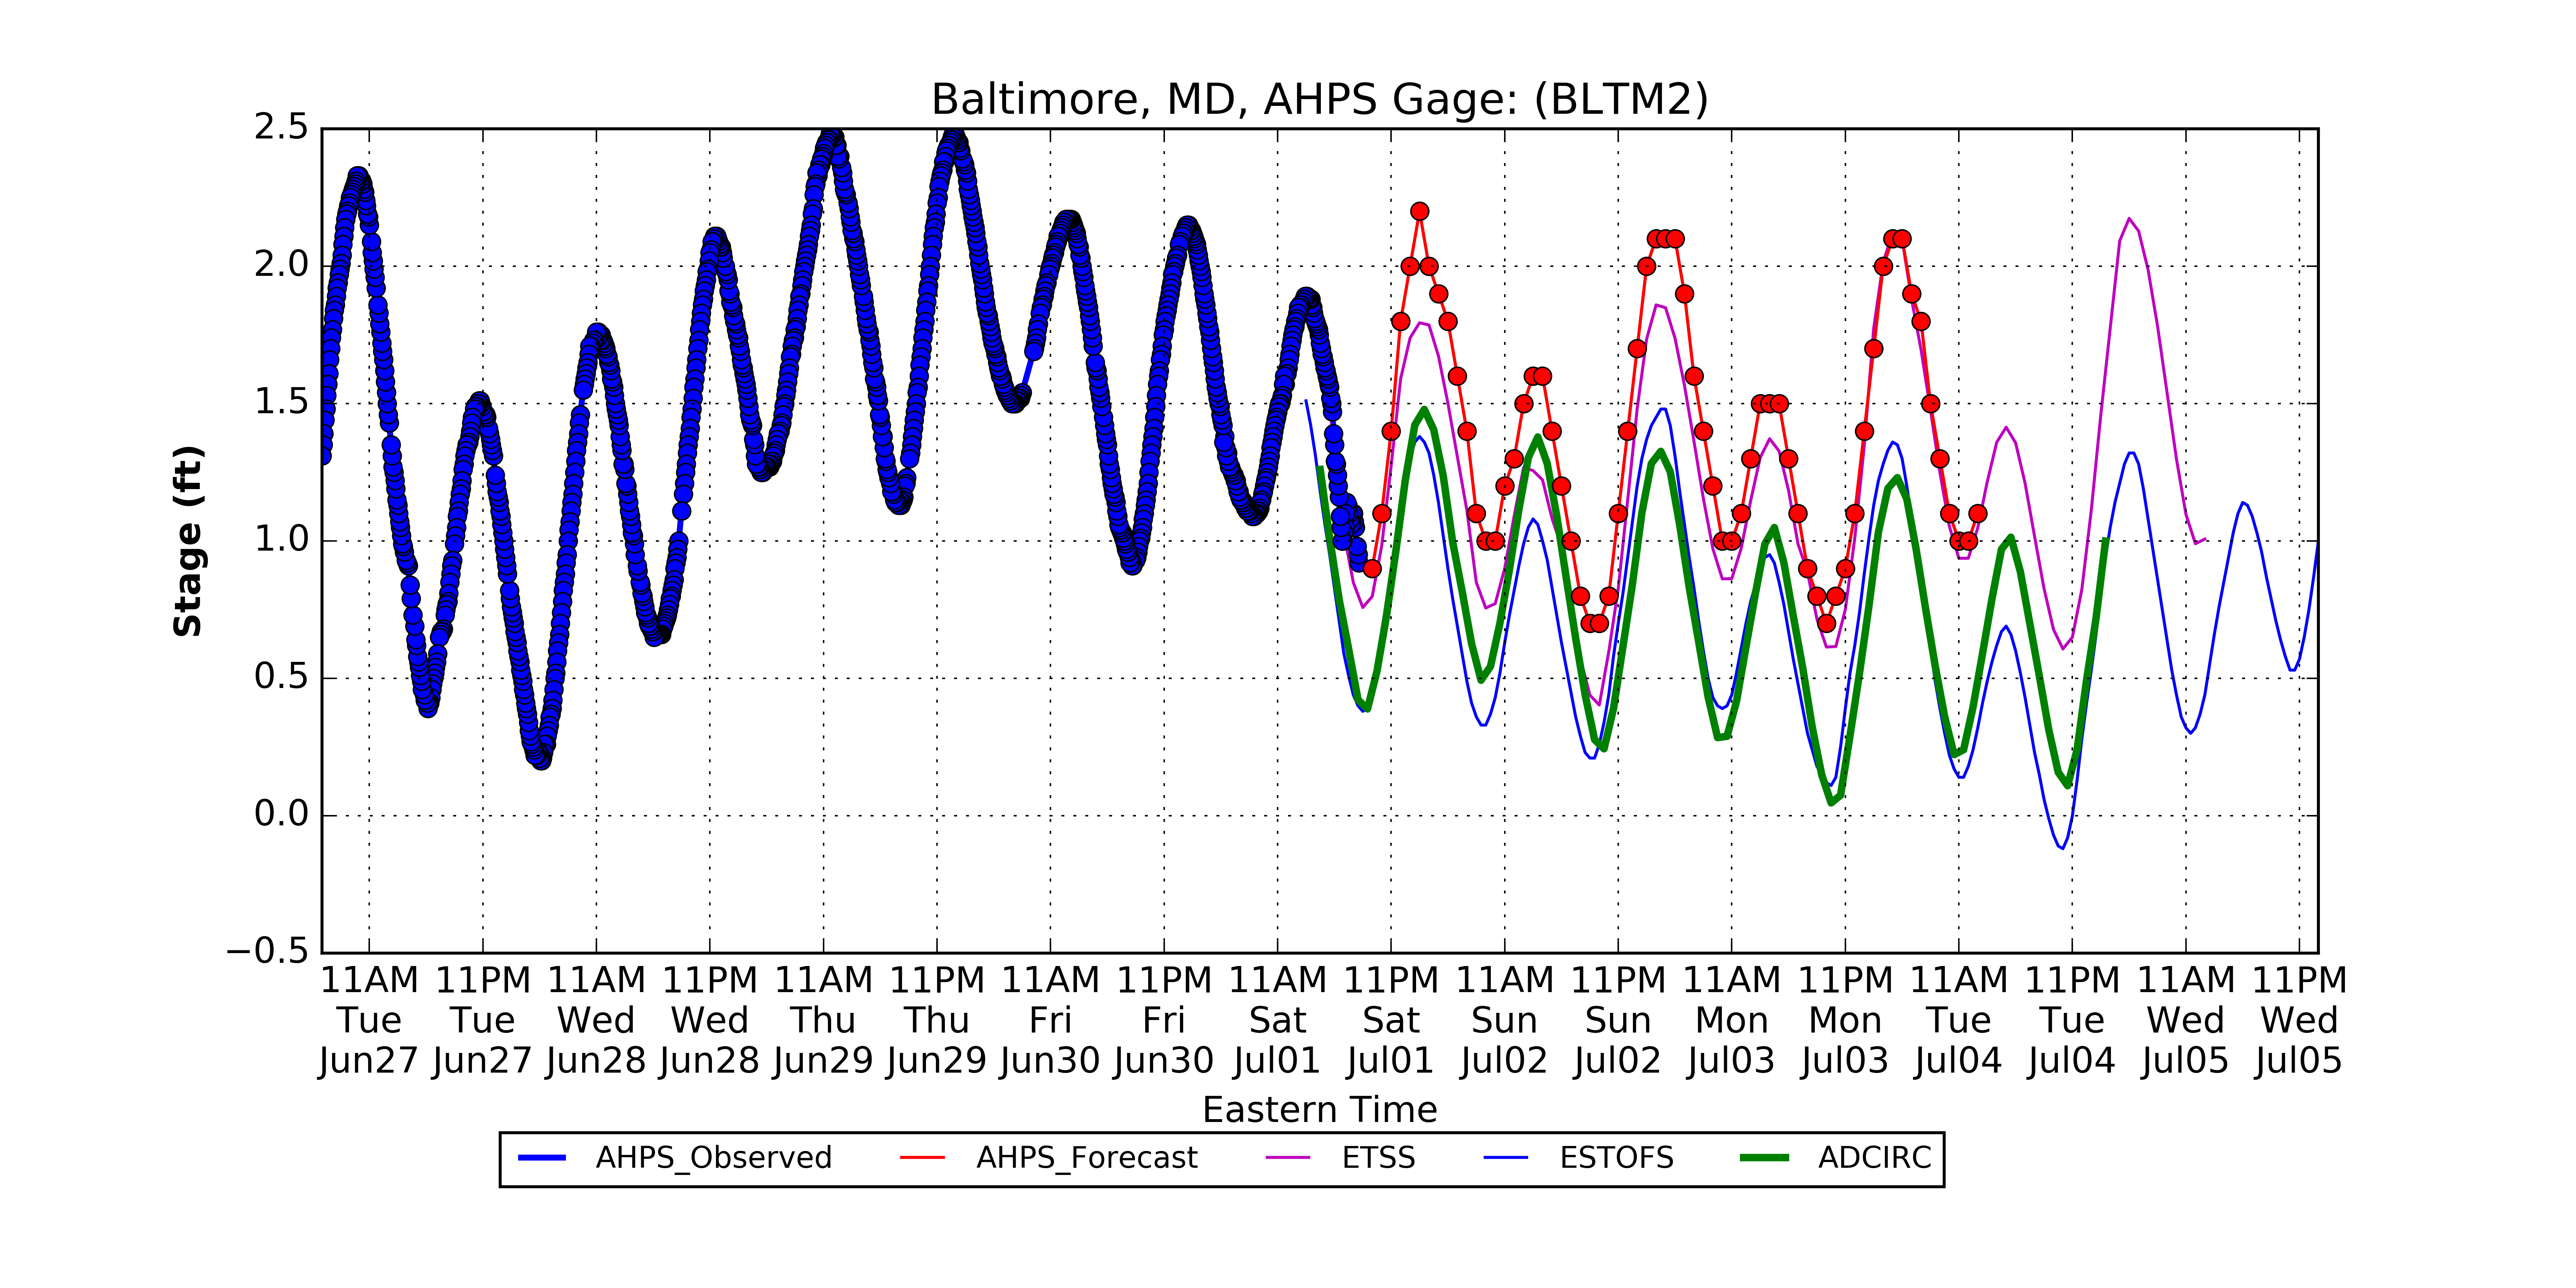 Baltimore, MD, AHPS Gage: (BLTM2)
2.5
2.0
1.5
1.0
0.5
0.0
−0.5
Stage (ft)
11AM 11PM 11AM 11PM 11AM 11PM 11AM 11PM 11AM 11PM 11AM 11PM 11AM 11PM 11AM 11PM 11AM 11PM
Tue Tue Wed Wed Thu Thu Fri Fri Sat Sat Sun Sun Mon Mon Tue Tue Wed Wed
Jun27 Jun27 Jun28 Jun28 Jun29 Jun29 Jun30 Jun30 Jul01 Jul01 Jul02 Jul02 Jul03 Jul03 Jul04 Jul04 Jul05 Jul05
Eastern Time
AHPS_Observed AHPS_Forecast ETSS ESTOFS ADCIRC